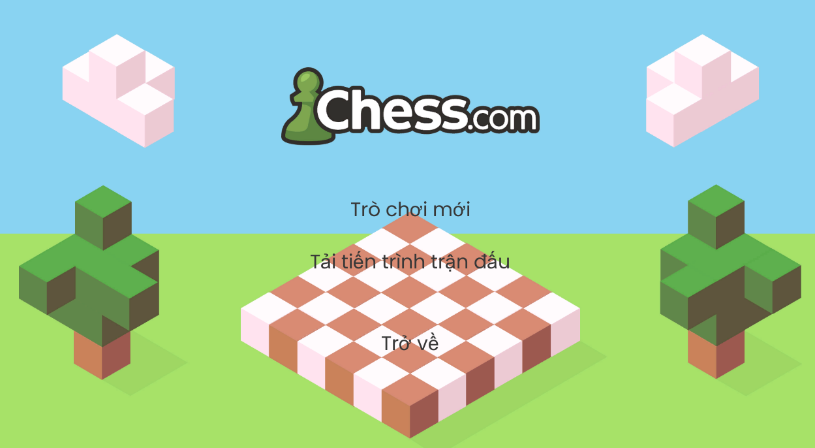 Chess.com
Trò chơi mới
Tải tiến trình trận đấu
Trở về